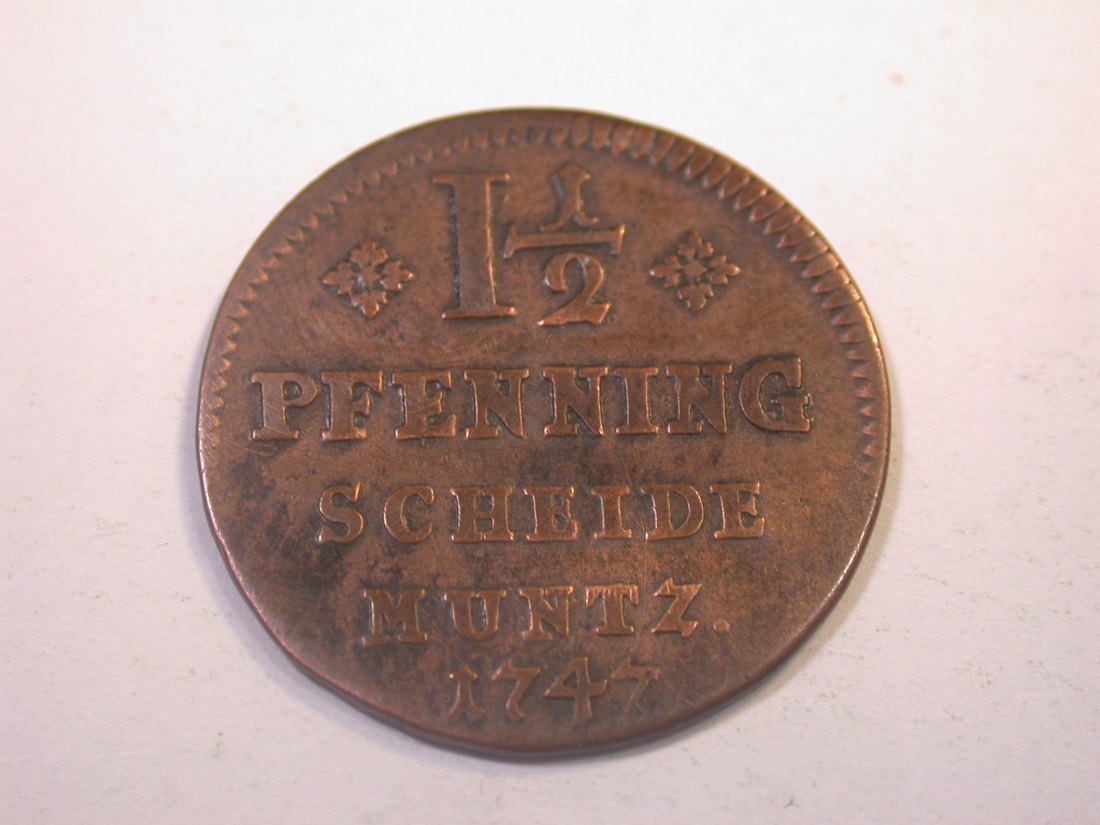 1 1/2
PFENNING
SCHEIDE
MUNTZ.
1747